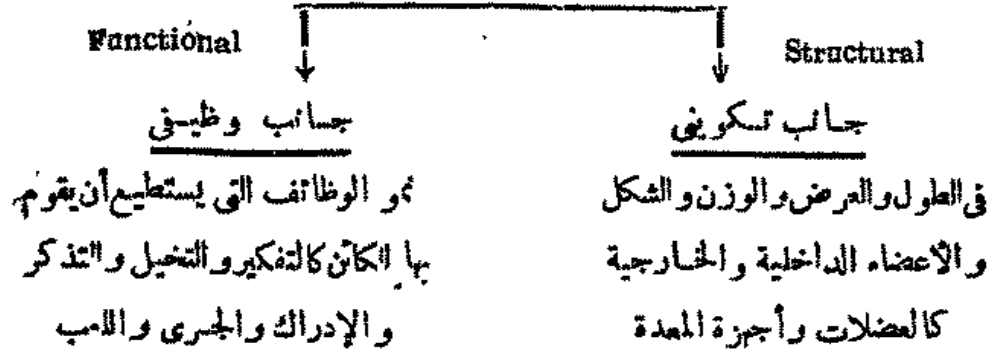 Structural
جانب تكوينى
فى الطول والعرض والوزن والشكل
والأعضاء الداخلية والخارجية
كالعضلات وأجهزة المعدة
Functional
جانب وظيفى
نمو الوظائف التى يستطيع أن يقوم
بها الكائن كالتفكير والتخيل والتذكر
والإدراك والجرى واللعب